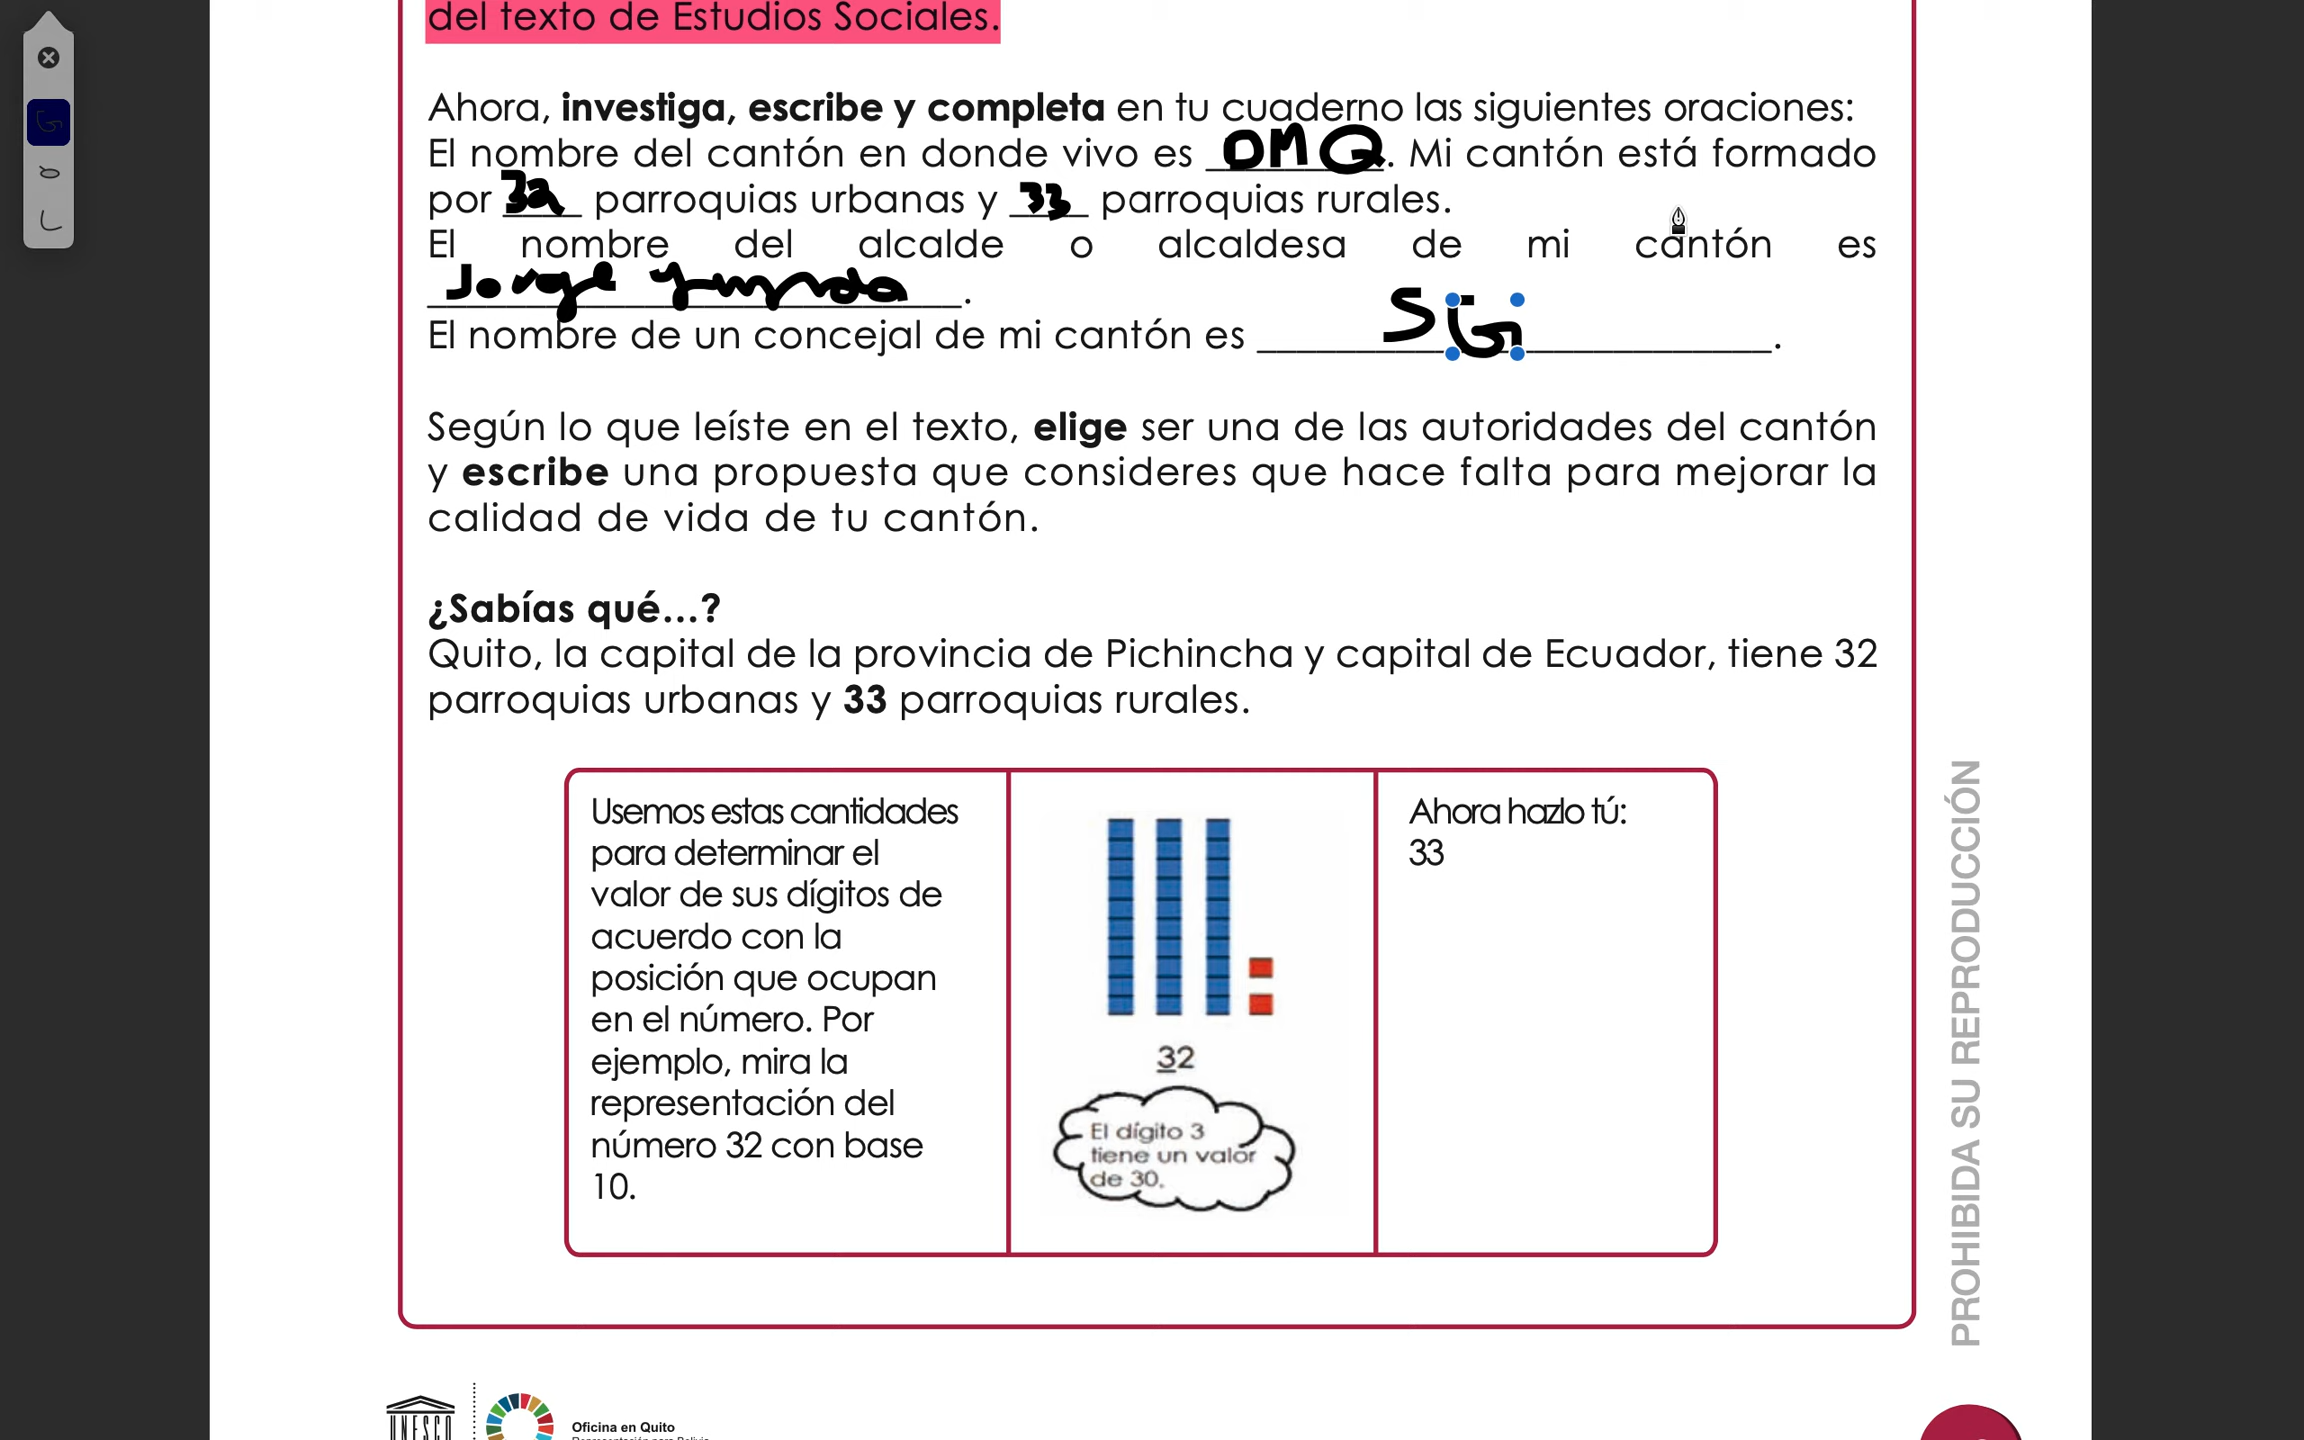 del texto de Estudios Sociales.
Ahora, investiga, escribe y completa en tu cuaderno las siguientes oraciones:
El nombre del cantón en donde vivo es DMQ. Mi cantón está formado
por 32 parroquias urbanas y 33 parroquias rurales.
El nombre del alcalde o alcaldesa de mi cantón es
Jorge Yunda.
El nombre de un concejal de mi cantón es ____.
Según lo que leíste en el texto, elige ser una de las autoridades del cantón
y escribe una propuesta que consideres que hace falta para mejorar la
calidad de vida de tu cantón.
¿Sabías qué...?
Quito, la capital de la provincia de Pichincha y capital de Ecuador, tiene 32
parroquias urbanas y 33 parroquias rurales.
Usemos estas cantidades
para determinar el
valor de sus dígitos de
acuerdo con la
posición que ocupan
en el número. Por
ejemplo, mira la
representación del
número 32 con base
10.
32
El dígito 3
tiene un valor
de 30.
Ahora hazlo tú:
33
PROHIBIDA SU REPRODUCCIÓN
UNESCO
Oficina en Quito